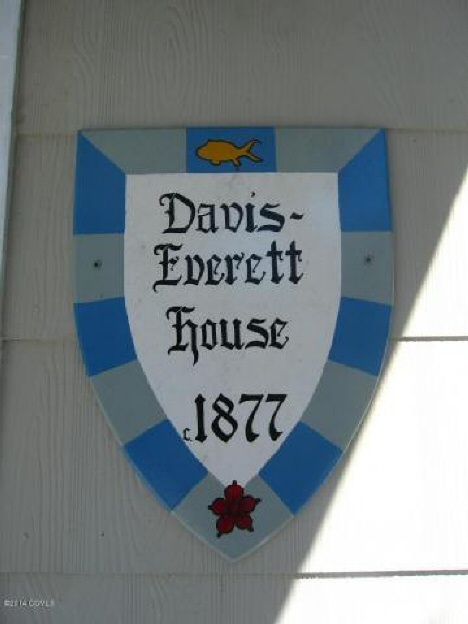 Davis-
Everett
House
c.1877